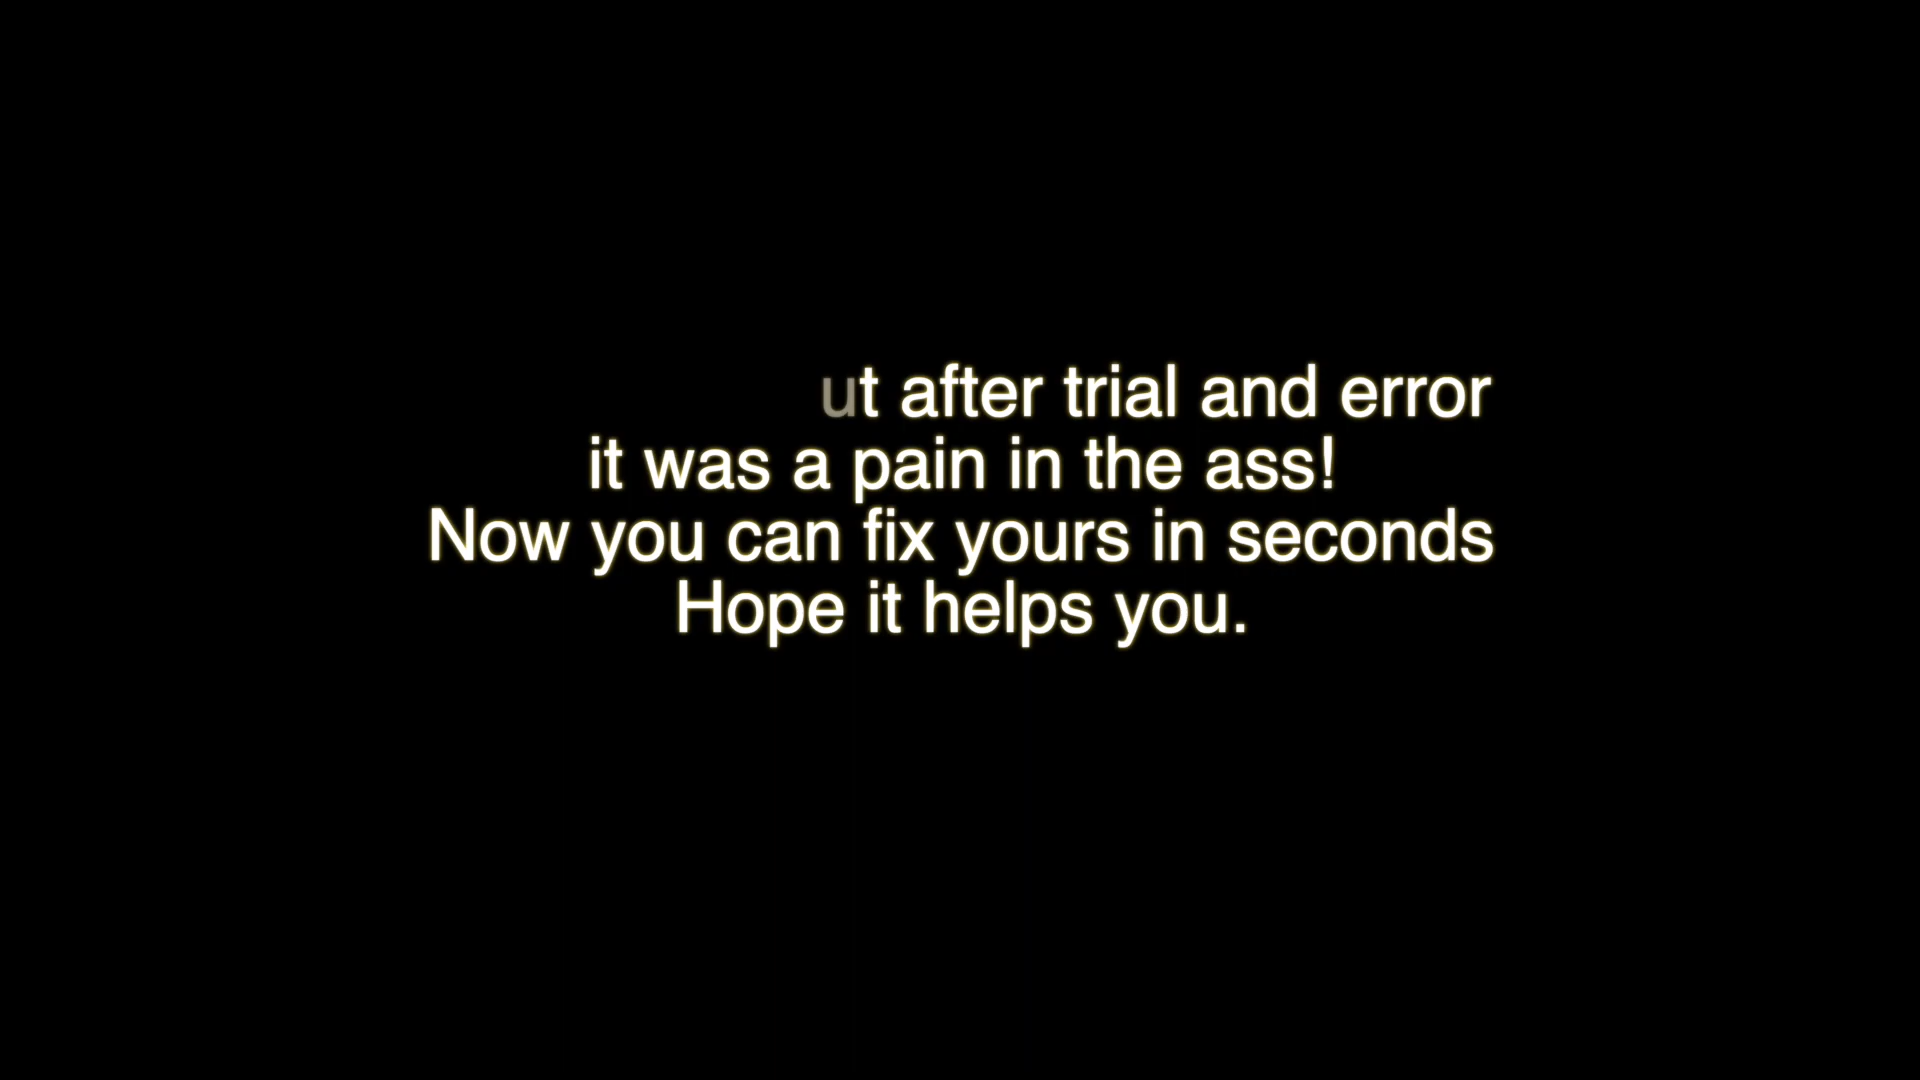 ut after trial and error
it was a pain in the ass!
Now you can fix yours in seconds
Hope it helps you.